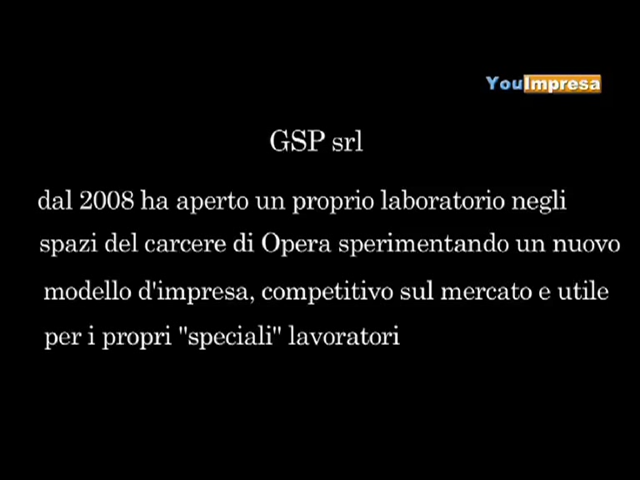 YouImpresa
GSP srl
dal 2008 ha aperto un proprio laboratorio negli
spazi del carcere di Opera sperimentando un nuovo
modello d'impresa, competitivo sul mercato e utile
per i propri "speciali" lavoratori